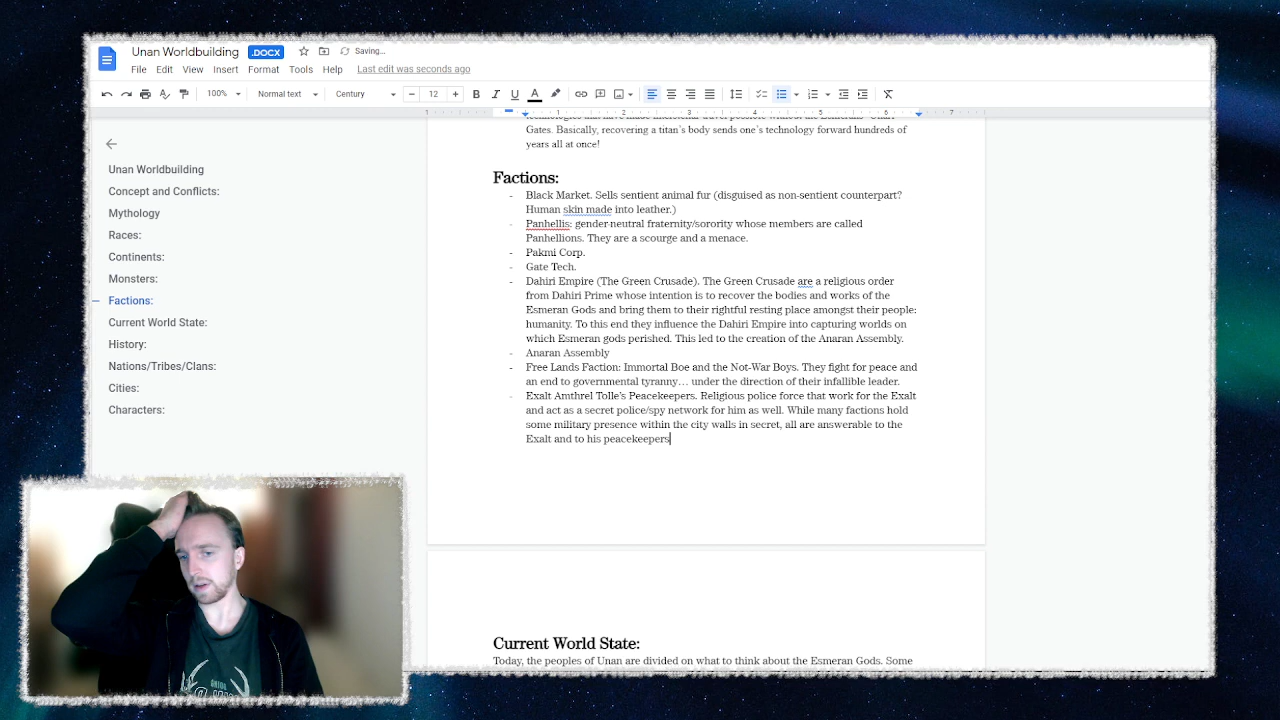 Unan Worldbuilding .DOCX Saving...
File Edit View Insert Format Tools Help Last edit was seconds ago
100% Normal text Century 12
1 1 2 3 4 5 6 7
Unan Worldbuilding
Concept and Conflicts:
Mythology
Races:
Continents:
Monsters:
Factions:
Current World State:
History:
Nations/Tribes/Clans:
Cities:
Characters:
Gates. Basically, recovering a titan's body sends one's technology forward hundreds of
years all at once!
Factions:
- Black Market. Sells sentient animal fur (disguised as non-sentient counterpart?
Human skin made into leather.)
- Panhellis: gender-neutral fraternity/sorority whose members are called
Panhellions. They are a scourge and a menace.
- Pakmi Corp.
- Gate Tech.
- Dahiri Empire (The Green Crusade). The Green Crusade are a religious order
from Dahiri Prime whose intention is to recover the bodies and works of the
Esmeran Gods and bring them to their rightful resting place amongst their people:
humanity. To this end they influence the Dahiri Empire into capturing worlds on
which Esmeran gods perished. This led to the creation of the Anaran Assembly.
- Anaran Assembly
- Free Lands Faction: Immortal Boe and the Not-War Boys. They fight for peace and
an end to governmental tyranny… under the direction of their infallible leader.
- Exalt Amthrel Tolle's Peacekeepers. Religious police force that work for the Exalt
and act as a secret police/spy network for him as well. While many factions hold
some military presence within the city walls in secret, all are answerable to the
Exalt and to his peacekeepers
Current World State:
Today, the peoples of Unan are divided on what to think about the Esmeran Gods. Some